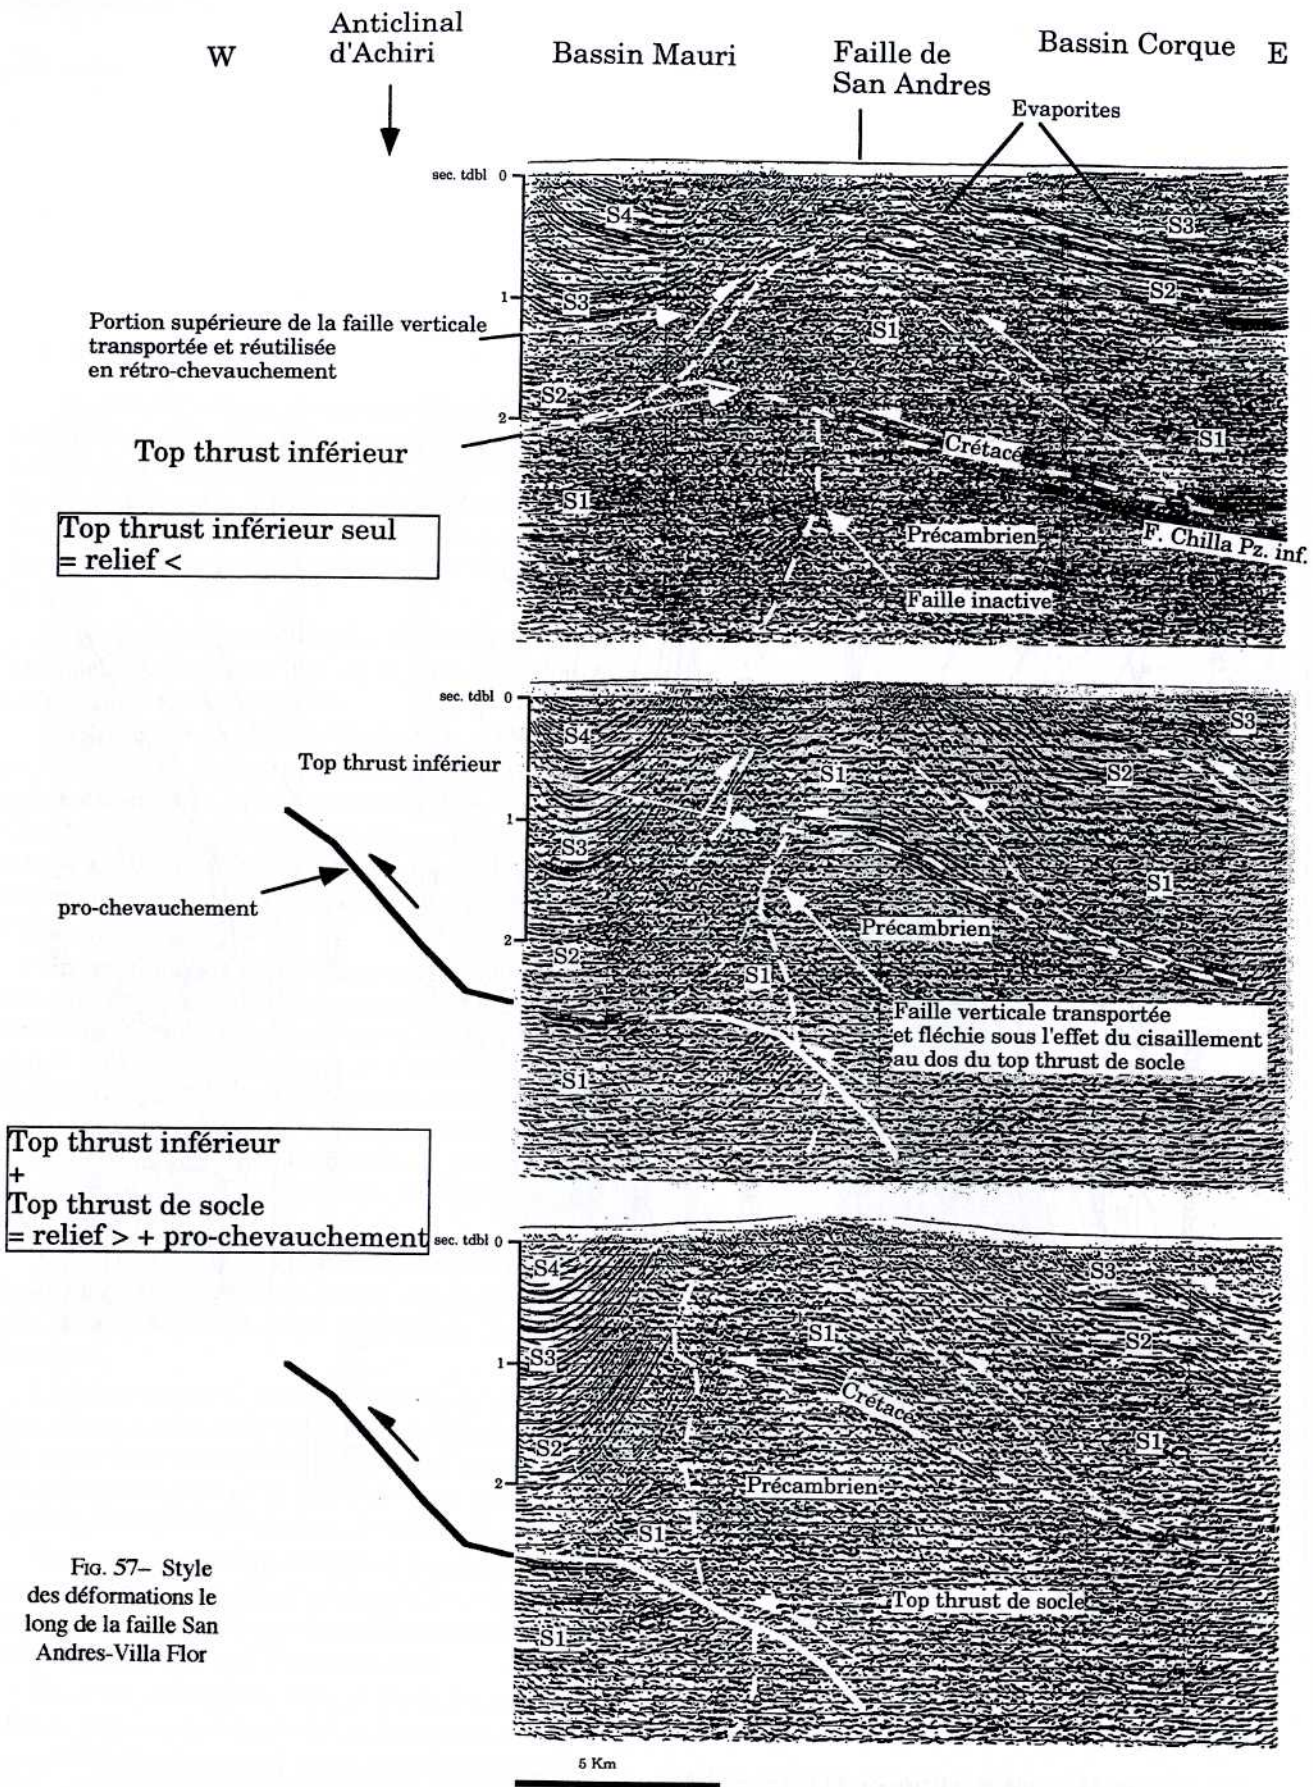 W
Anticlinal
d'Achiri
Bassin Mauri
Faille de
San Andres
Bassin Corque
E
Evaporites
sec. tdbl 0
1
2
S4
S3
S2
S1
S3
S2
S1
S1
Portion supérieure de la faille verticale
transportée et réutilisée
en rétro-chevauchement
Top thrust inférieur
Top thrust inférieur seul
= relief <
Crétacé
Précambrien
F. Chilla Pz. inf.
Faille inactive
sec. tdbl 0
1
2
S4
S3
S2
S1
S1
S1
S3
S2
S1
Top thrust inférieur
pro-chevauchement
Précambrien
Faille verticale transportée
et fléchie sous l'effet du cisaillement
au dos du top thrust de socle
Top thrust inférieur
+
Top thrust de socle
= relief > + pro-chevauchement
sec. tdbl 0
1
2
S4
S3
S2
S1
S1
S1
S3
S2
S1
Crétacé
Précambrien
Top thrust de socle
FIG. 57– Style
des déformations le
long de la faille San
Andres-Villa Flor
5 Km